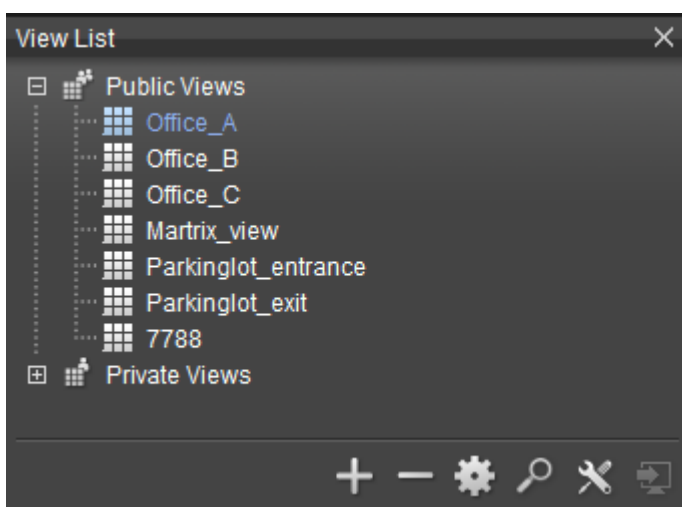 View List
Public Views
Office_A
Office_B
Office_C
Martrix_view
Parkinglot_entrance
Parkinglot_exit
7788
Private Views